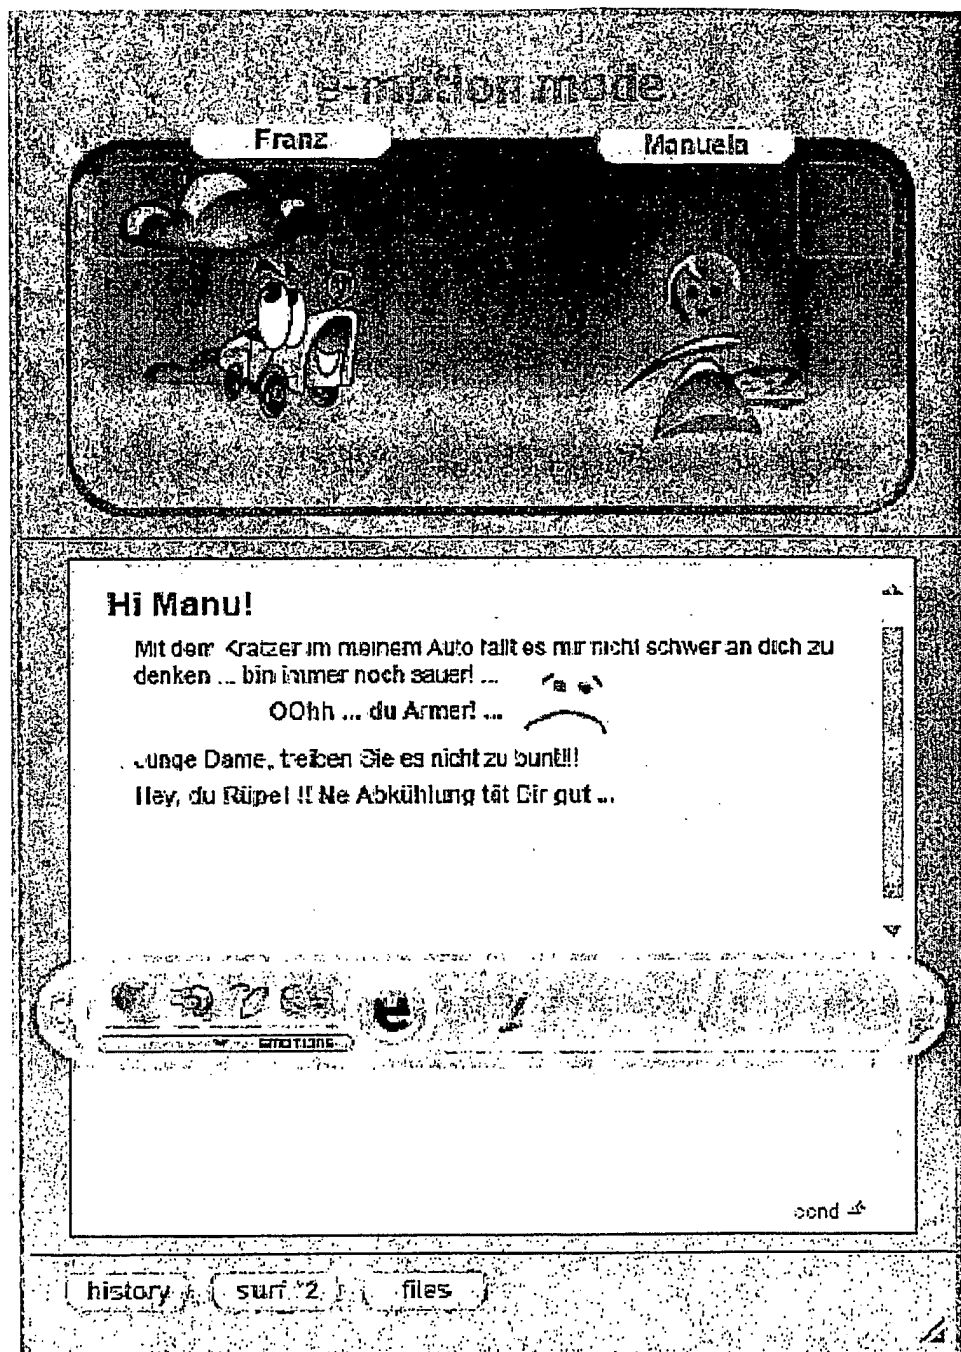 e-motion mode
Franz
Manuela
Hi Manu!
Mit dem Kratzer im meinem Auto fällt es mir nicht schwer an dich zu
denken ... bin immer noch sauer! ...
OOhh ... du Armer! ...
Junge Dame, treiben Sie es nicht zu bunt!!!
Hey, du Rüpel !! Ne Abkühlung tät Dir gut ...
emotions
send
history
surf *2
files